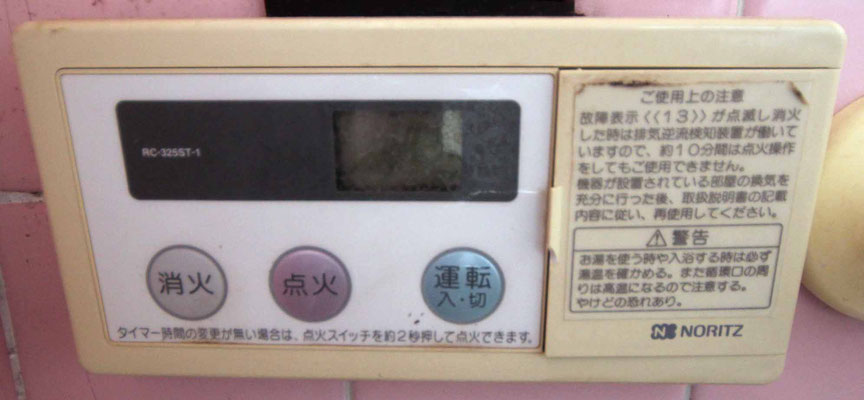 RC-325ST-1
消火
点火
運転
入・切
タイマー時間の変更が無い場合は、点火スイッチを約2秒押して点火できます。
ご使用上の注意
故障表示《13》が点滅し消火
した時は排気逆流検知装置が働いて
いますので、約10分間は点火操作
をしてもご使用できません。
機器が設置されている部屋の換気を
充分に行った後、取扱説明書の記載
内容に従い、再使用してください。
警告
お湯を使う時や入浴する時は必ず
湯温を確かめる。また循環口の周
りは高温になるので注意する。
やけどの恐れあり。
NORITZ